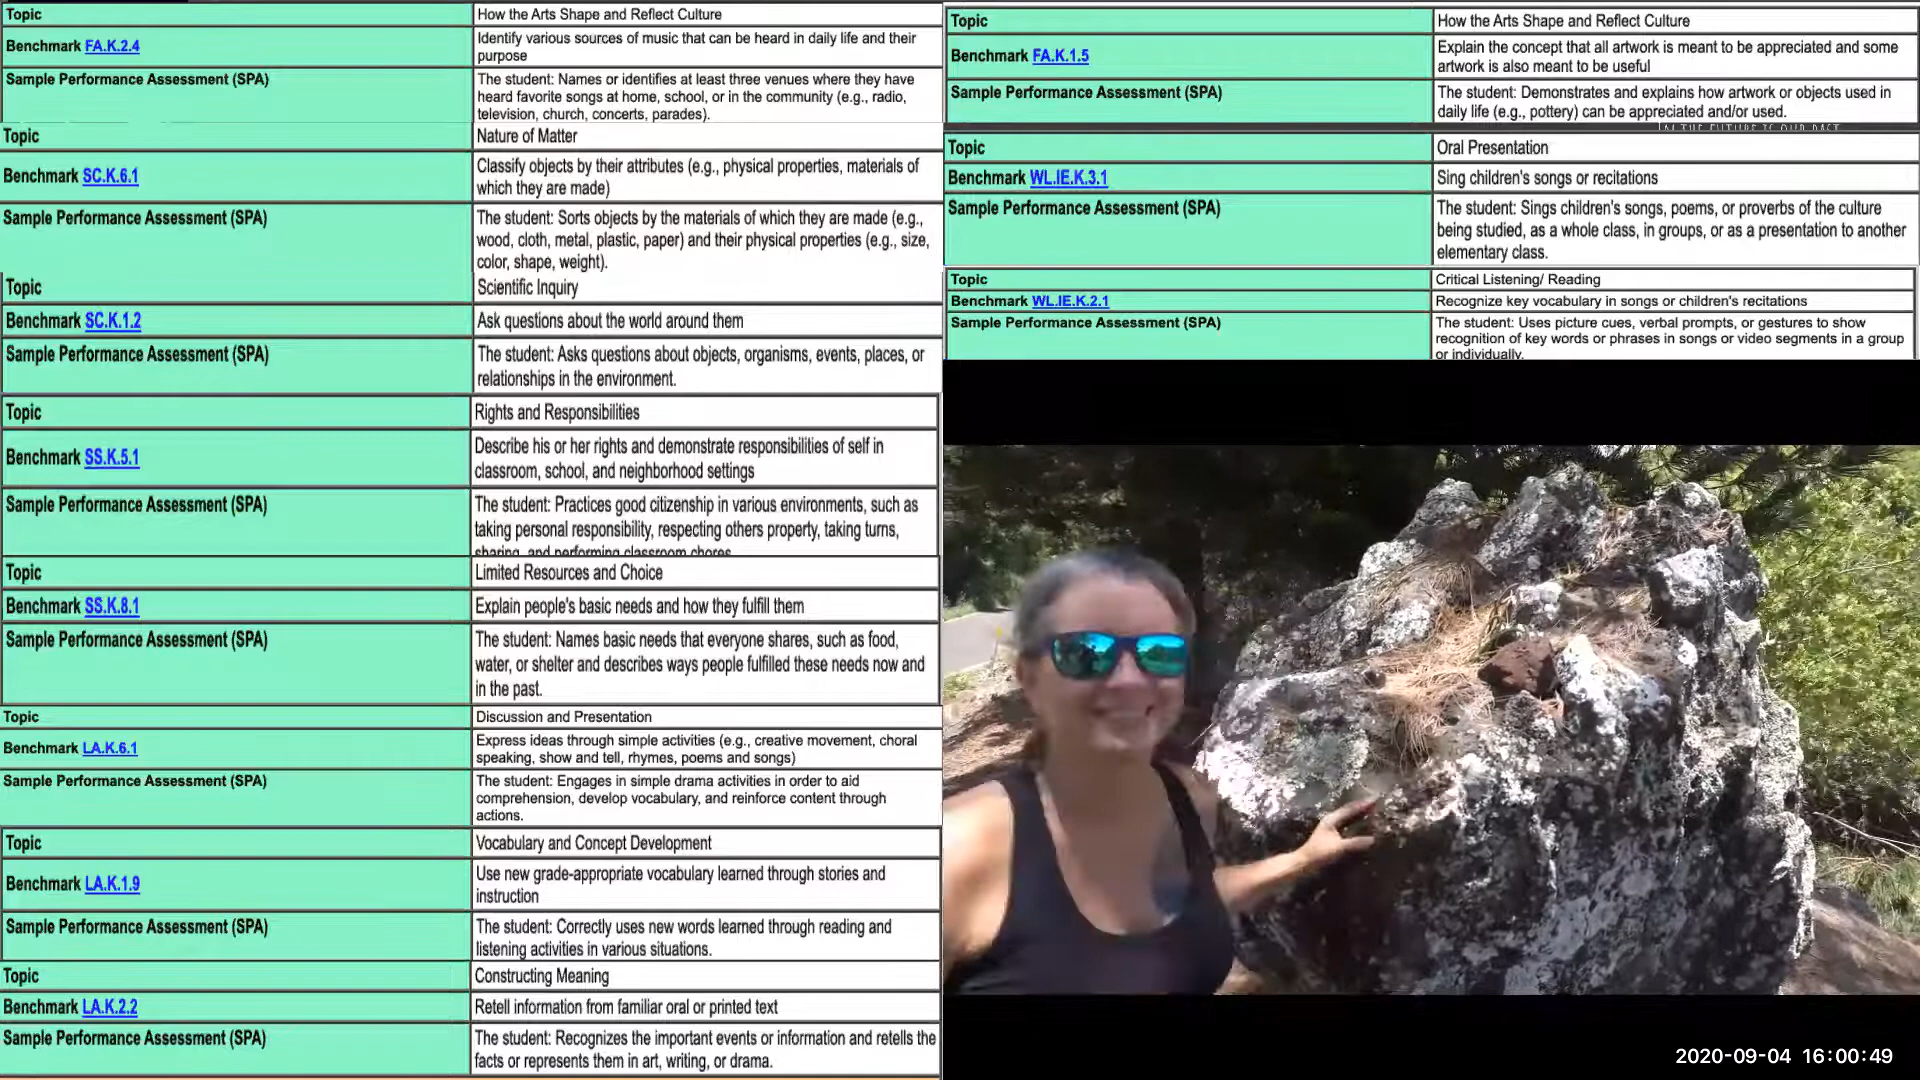 Topic How the Arts Shape and Reflect Culture
Benchmark FA.K.2.4 Identify various sources of music that can be heard in daily life and their
purpose
Sample Performance Assessment (SPA) The student: Names or identifies at least three venues where they have
heard favorite songs at home, school, or in the community (e.g., radio,
television, church, concerts, parades).
Topic Nature of Matter
Benchmark SC.K.6.1 Classify objects by their attributes (e.g., physical properties, materials of
which they are made)
Sample Performance Assessment (SPA) The student: Sorts objects by the materials of which they are made (e.g.,
wood, cloth, metal, plastic, paper) and their physical properties (e.g., size,
color, shape, weight).
Topic Scientific Inquiry
Benchmark SC.K.1.2 Ask questions about the world around them
Sample Performance Assessment (SPA) The student: Asks questions about objects, organisms, events, places, or
relationships in the environment.
Topic Rights and Responsibilities
Benchmark SS.K.5.1 Describe his or her rights and demonstrate responsibilities of self in
classroom, school, and neighborhood settings
Sample Performance Assessment (SPA) The student: Practices good citizenship in various environments, such as
taking personal responsibility, respecting others property, taking turns,
sharing, and performing classroom chores
Topic Limited Resources and Choice
Benchmark SS.K.8.1 Explain people's basic needs and how they fulfill them
Sample Performance Assessment (SPA) The student: Names basic needs that everyone shares, such as food,
water, or shelter and describes ways people fulfilled these needs now and
in the past.
Topic Discussion and Presentation
Benchmark LA.K.6.1 Express ideas through simple activities (e.g., creative movement, choral
speaking, show and tell, rhymes, poems and songs)
Sample Performance Assessment (SPA) The student: Engages in simple drama activities in order to aid
comprehension, develop vocabulary, and reinforce content through
actions.
Topic Vocabulary and Concept Development
Benchmark LA.K.1.9 Use new grade-appropriate vocabulary learned through stories and
instruction
Sample Performance Assessment (SPA) The student: Correctly uses new words learned through reading and
listening activities in various situations.
Topic Constructing Meaning
Benchmark LA.K.2.2 Retell information from familiar oral or printed text
Sample Performance Assessment (SPA) The student: Recognizes the important events or information and retells the
facts or represents them in art, writing, or drama.
Topic How the Arts Shape and Reflect Culture
Benchmark FA.K.1.5 Explain the concept that all artwork is meant to be appreciated and some
artwork is also meant to be useful
Sample Performance Assessment (SPA) The student: Demonstrates and explains how artwork or objects used in
daily life (e.g., pottery) can be appreciated and/or used.
IN THE FUTURE IS OUR PAST
Topic Oral Presentation
Benchmark WL.IE.K.3.1 Sing children's songs or recitations
Sample Performance Assessment (SPA) The student: Sings children's songs, poems, or proverbs of the culture
being studied, as a whole class, in groups, or as a presentation to another
elementary class.
Topic Critical Listening/ Reading
Benchmark WL.IE.K.2.1 Recognize key vocabulary in songs or children's recitations
Sample Performance Assessment (SPA) The student: Uses picture cues, verbal prompts, or gestures to show
recognition of key words or phrases in songs or video segments in a group
or individually.
2020-09-04 16:00:49